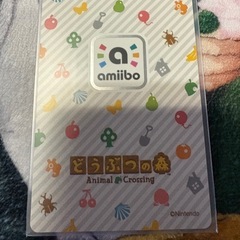 a
amiibo
どうぶつの森
Animal Crossing
©Nintendo